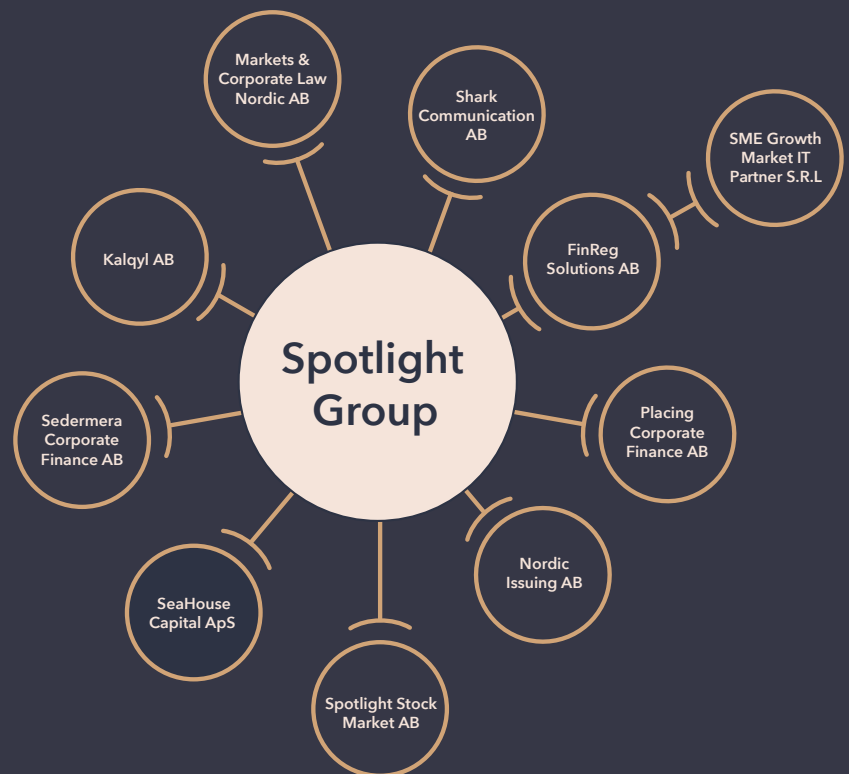 Markets &
Corporate Law
Nordic AB
Shark
Communication
AB
SME Growth
Market IT
Partner S.R.L
Kalqyl AB
FinReg
Solutions AB
Spotlight
Group
Sedermera
Corporate
Finance AB
Placing
Corporate
Finance AB
Nordic
Issuing AB
SeaHouse
Capital ApS
Spotlight Stock
Market AB